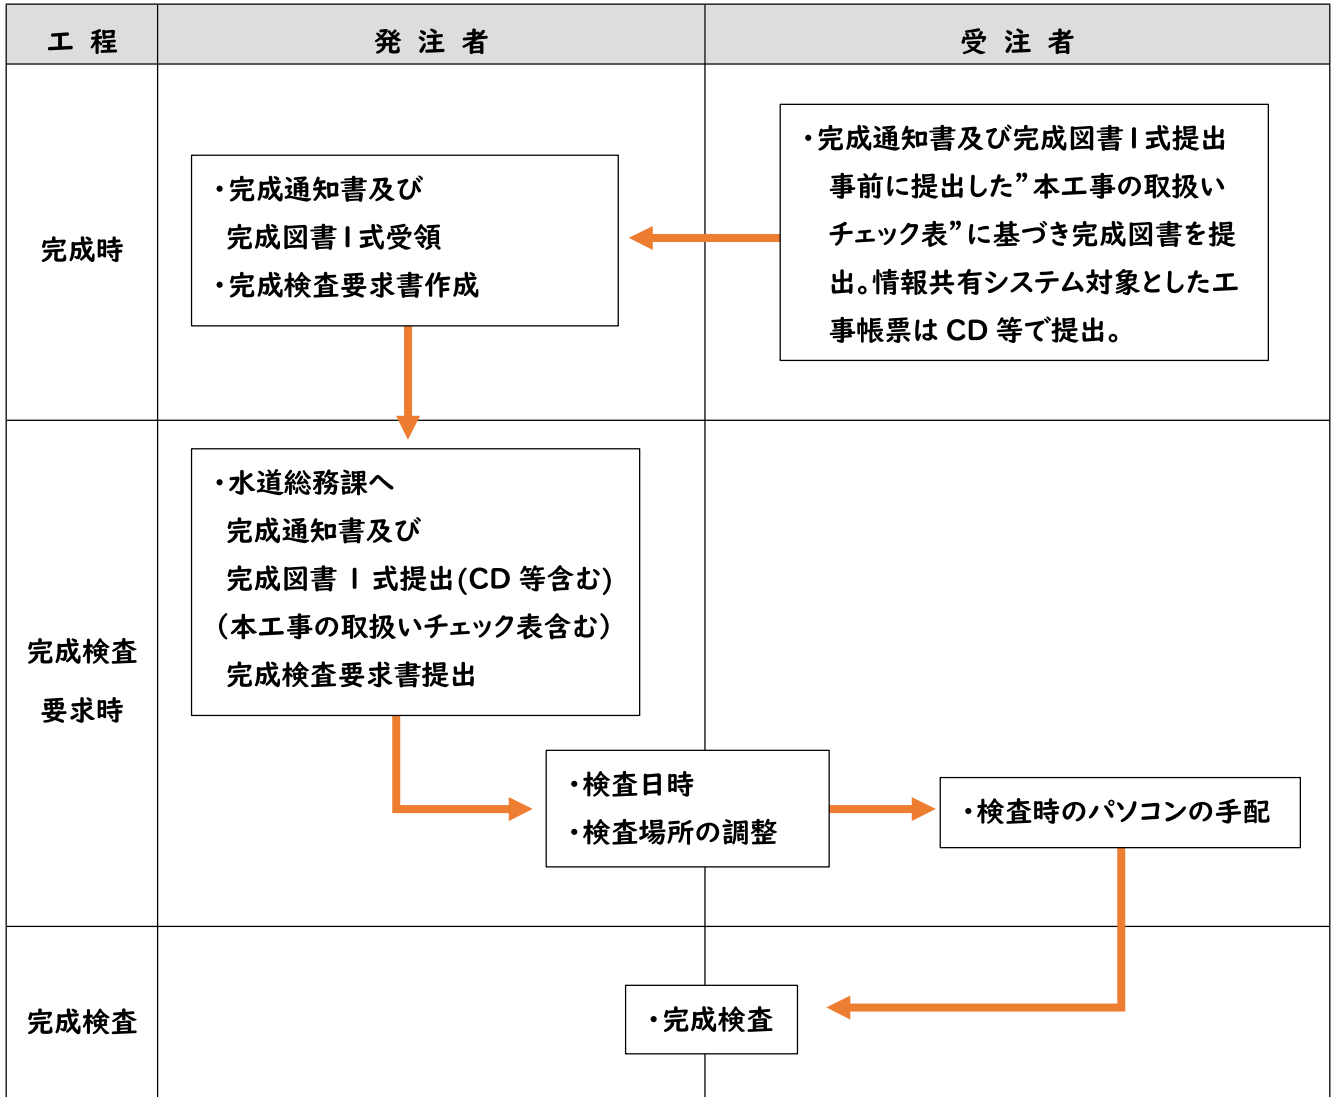 工 程
発 注 者
受 注 者
完成時
・完成通知書及び
完成図書1式受領
・完成検査要求書作成
・完成通知書及び完成図書1式提出
事前に提出した”本工事の取扱い
チェック表”に基づき完成図書を提
出。情報共有システム対象とした工
事帳票は CD 等で提出。
完成検査
要求時
・水道総務課へ
完成通知書及び
完成図書 1 式提出(CD 等含む)
(本工事の取扱いチェック表含む)
完成検査要求書提出
・検査日時
・検査場所の調整
・検査時のパソコンの手配
完成検査
・完成検査